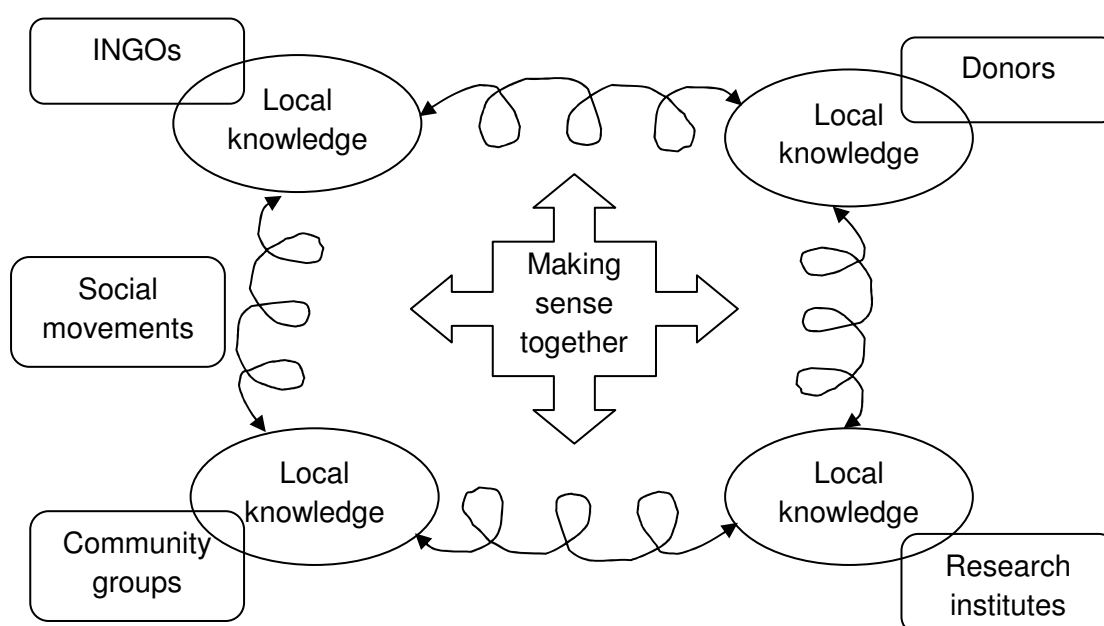 INGOs
Local
knowledge
Donors
Local
knowledge
Making
sense
together
Social
movements
Local
knowledge
Community
groups
Local
knowledge
Research
institutes